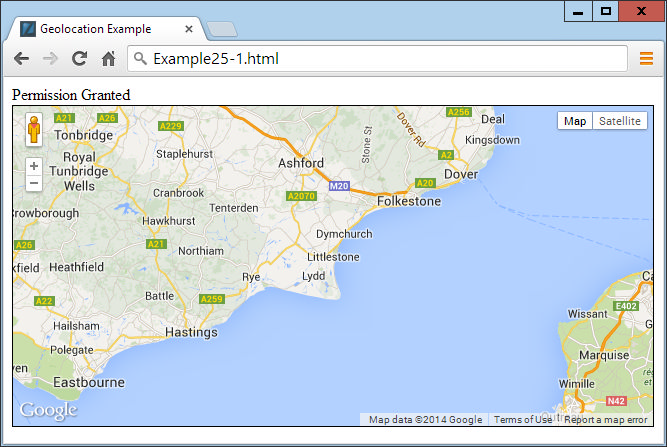 Geolocation Example
Example25-1.html
Permission Granted
Map Satellite
A21
A26
A229
A256
Deal
Tonbridge
Stone St
Dover Rd
Kingsdown
Staplehurst
Royal
Tunbridge
Wells
Ashford
A2
Dover
M20
A20
Cranbrook
A2070
Folkestone
Crowborough
Tenterden
Hawkhurst
Dymchurch
A26
A21
Northiam
Littlestone
xfield
Heathfield
Rye
Lydd
A22
Battle
A259
E402
Wissant
G
Hailsham
Hastings
Polegate
Marquise
ven
Eastbourne
Wimille
N42
Google
Map data ©2014 Google
Terms of Use
Report a map error